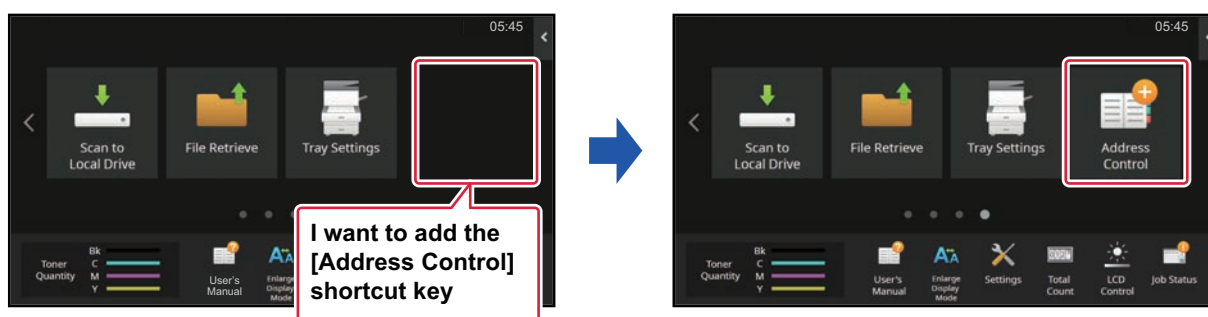 05:45
Scan to
Local Drive
File Retrieve
Tray Settings
I want to add the
[Address Control]
shortcut key
Toner
Quantity
Bk
C
M
Y
User's
Manual
Enlarge
Display
Mode
05:45
Scan to
Local Drive
File Retrieve
Tray Settings
Address
Control
Toner
Quantity
Bk
C
M
Y
User's
Manual
Enlarge
Display
Mode
Settings
Total
Count
LCD
Control
Job Status